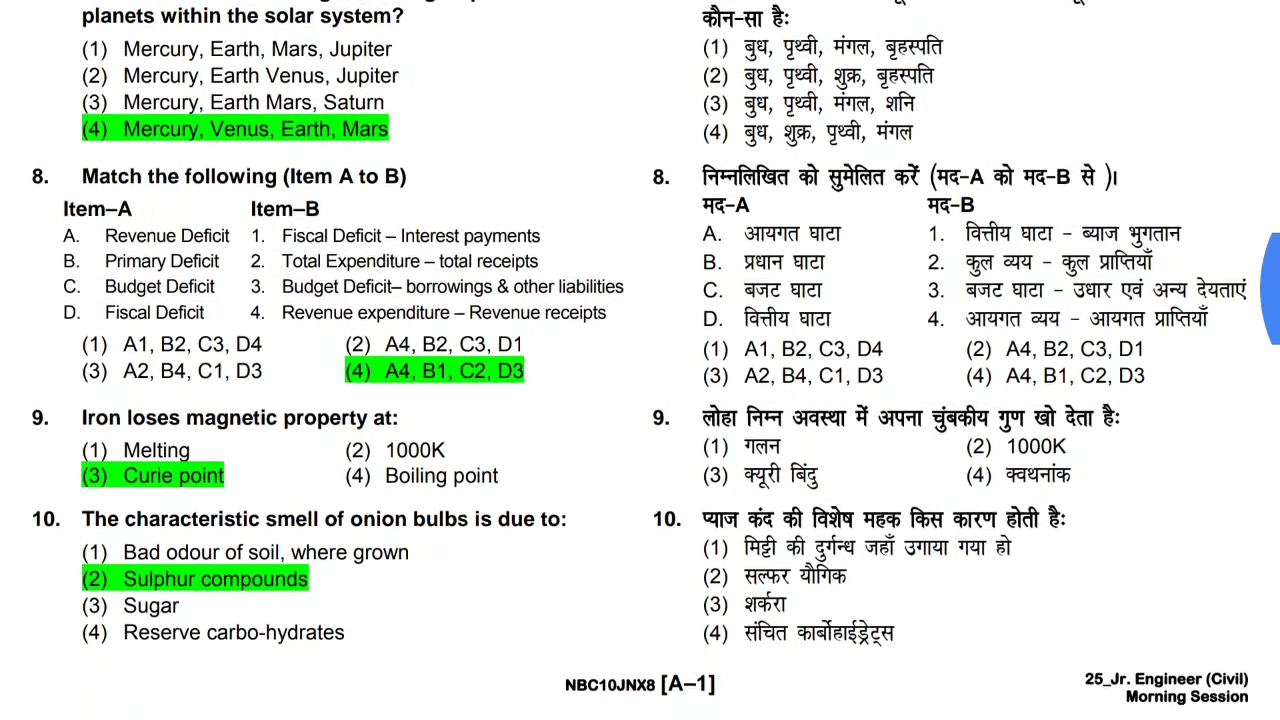 planets within the solar system?
(1) Mercury, Earth, Mars, Jupiter
(2) Mercury, Earth Venus, Jupiter
(3) Mercury, Earth Mars, Saturn
(4) Mercury, Venus, Earth, Mars
8. Match the following (Item A to B)
Item–A Item–B
A. Revenue Deficit 1. Fiscal Deficit – Interest payments
B. Primary Deficit 2. Total Expenditure – total receipts
C. Budget Deficit 3. Budget Deficit– borrowings & other liabilities
D. Fiscal Deficit 4. Revenue expenditure – Revenue receipts
(1) A1, B2, C3, D4 (2) A4, B2, C3, D1
(3) A2, B4, C1, D3 (4) A4, B1, C2, D3
9. Iron loses magnetic property at:
(1) Melting (2) 1000K
(3) Curie point (4) Boiling point
10. The characteristic smell of onion bulbs is due to:
(1) Bad odour of soil, where grown
(2) Sulphur compounds
(3) Sugar
(4) Reserve carbo-hydrates
कौन-सा है:
(1) बुध, पृथ्वी, मंगल, बृहस्पति
(2) बुध, पृथ्वी, शुक्र, बृहस्पति
(3) बुध, पृथ्वी, मंगल, शनि
(4) बुध, शुक्र, पृथ्वी, मंगल
8. निम्नलिखित को सुमेलित करें (मद-A को मद-B से )।
मद-A मद-B
A. आयगत घाटा 1. वित्तीय घाटा - ब्याज भुगतान
B. प्रधान घाटा 2. कुल व्यय - कुल प्राप्तियाँ
C. बजट घाटा 3. बजट घाटा - उधार एवं अन्य देयताएं
D. वित्तीय घाटा 4. आयगत व्यय - आयगत प्राप्तियाँ
(1) A1, B2, C3, D4 (2) A4, B2, C3, D1
(3) A2, B4, C1, D3 (4) A4, B1, C2, D3
9. लोहा निम्न अवस्था में अपना चुंबकीय गुण खो देता है:
(1) गलन (2) 1000K
(3) क्यूरी बिंदु (4) क्वथनांक
10. प्याज कंद की विशेष महक किस कारण होती है:
(1) मिट्टी की दुर्गन्ध जहाँ उगाया गया हो
(2) सल्फर यौगिक
(3) शर्करा
(4) संचित कार्बोहाईड्रेट्स
NBC10JNX8 [A–1]
25_Jr. Engineer (Civil)
Morning Session